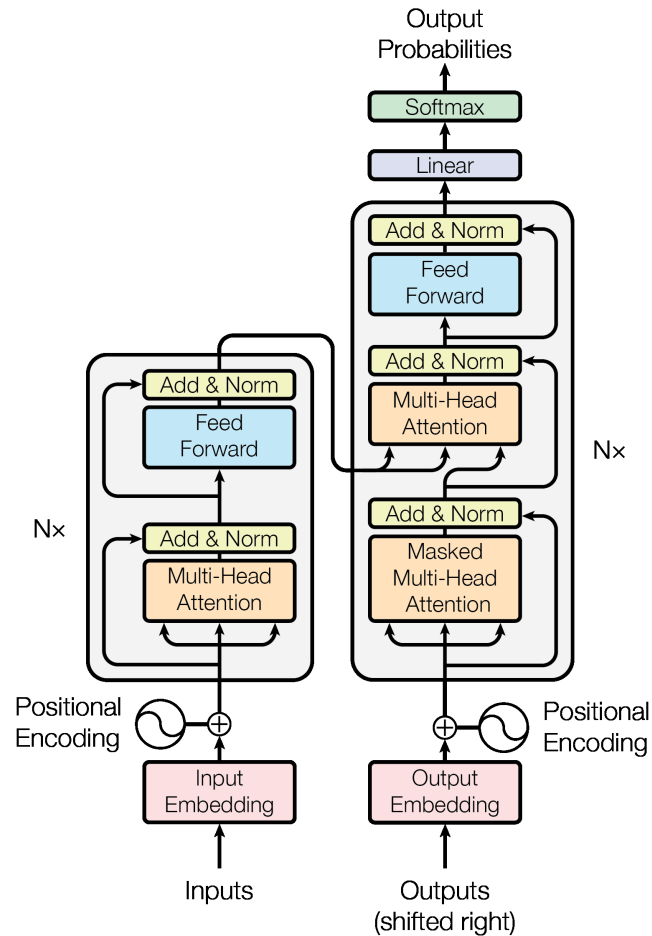 Output
Probabilities
Softmax
Linear
Add & Norm
Feed
Forward
Add & Norm
Multi-Head
Attention
Add & Norm
Masked
Multi-Head
Attention
N×
Add & Norm
Feed
Forward
Add & Norm
Multi-Head
Attention
N×
Positional
Encoding
Positional
Encoding
Input
Embedding
Output
Embedding
Inputs
Outputs
(shifted right)